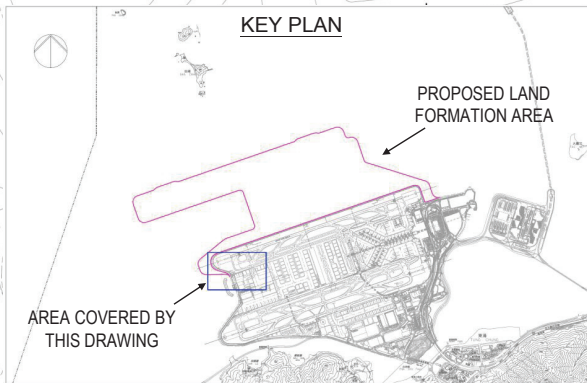 KEY PLAN
PROPOSED LAND
FORMATION AREA
AREA COVERED BY
THIS DRAWING